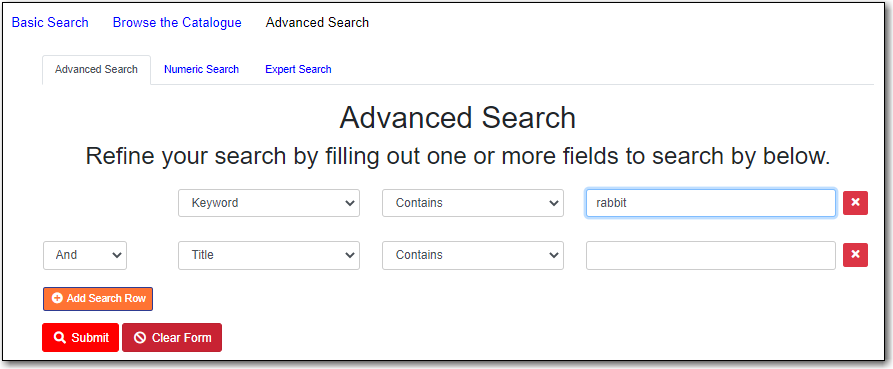 Basic Search Browse the Catalogue Advanced Search
Advanced Search Numeric Search Expert Search
Advanced Search
Refine your search by filling out one or more fields to search by below.
Keyword Contains rabbit
And Title Contains
Add Search Row
Submit Clear Form